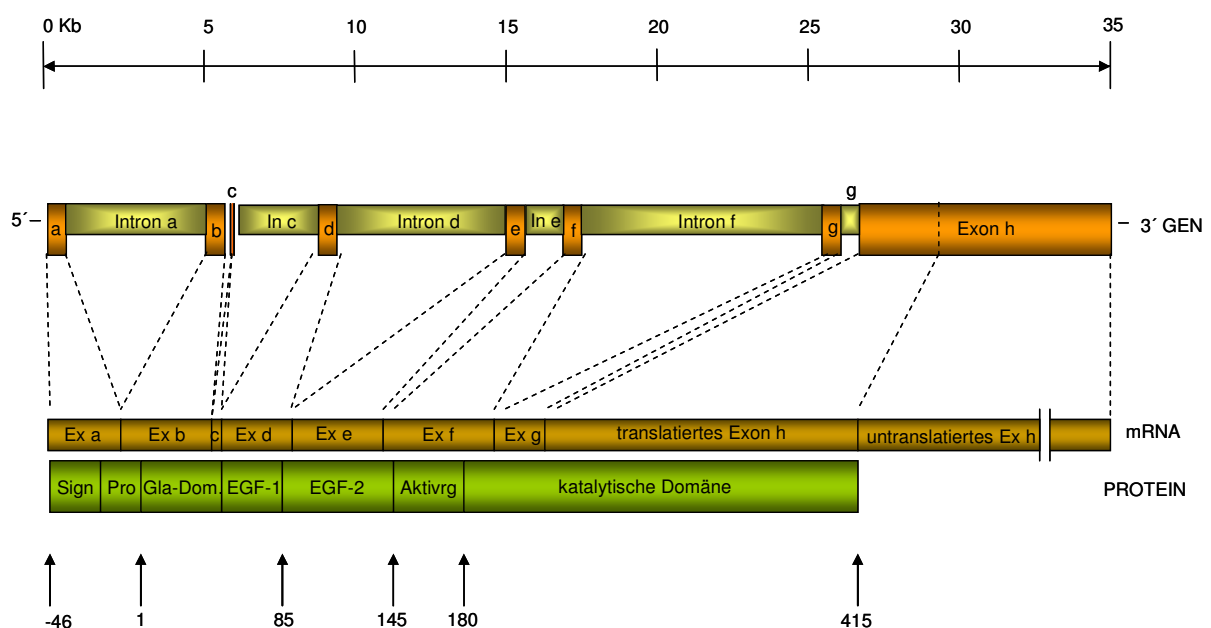 0 Kb 5 10 15 20 25 30 35
c g
5´ a Intron a b In c d Intron d e In e f Intron f g Exon h 3´ GEN
Ex a Ex b c Ex d Ex e Ex f Ex g translatiertes Exon h untranslatiertes Ex h mRNA
Sign Pro Gla-Dom. EGF-1 EGF-2 Aktivrg katalytische Domäne PROTEIN
-46 1 85 145 180 415